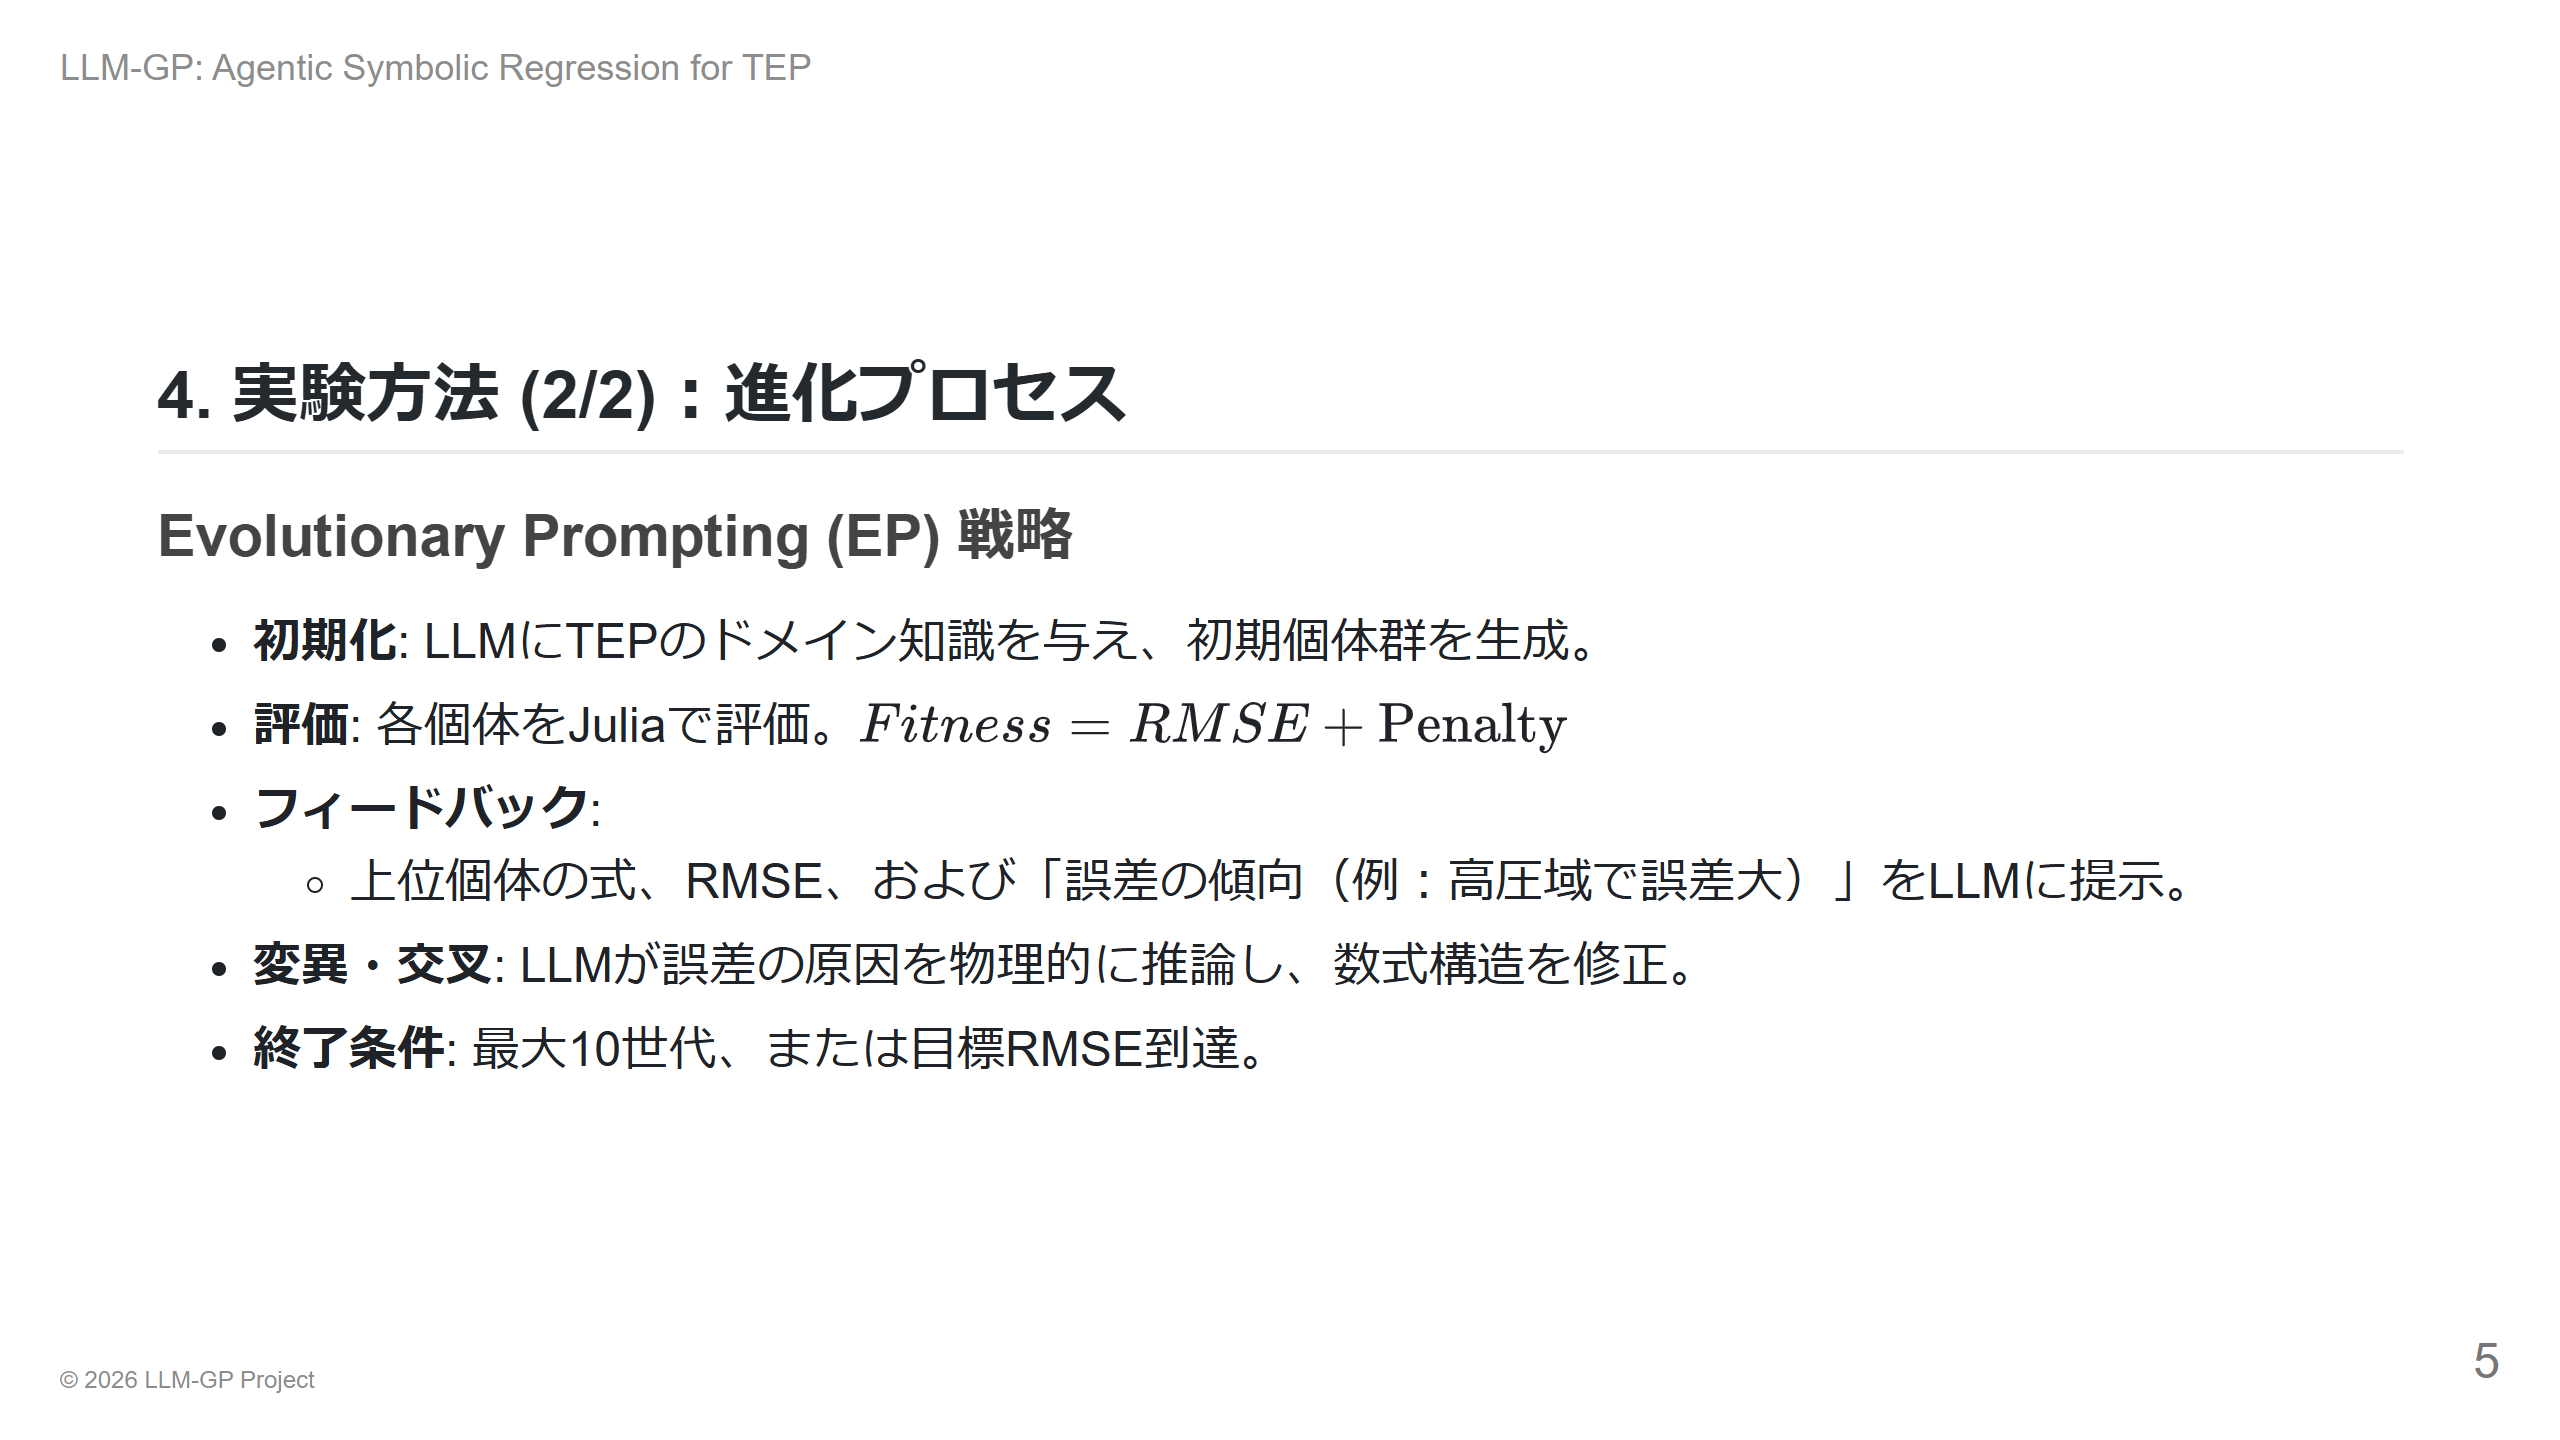 LLM-GP: Agentic Symbolic Regression for TEP
4. 実験方法 (2/2)：進化プロセス
Evolutionary Prompting (EP) 戦略
• 初期化: LLMにTEPのドメイン知識を与え、初期個体群を生成。
• 評価: 各個体をJuliaで評価。Fitness = RMSE + Penalty
• フィードバック:
◦ 上位個体の式、RMSE、および「誤差の傾向（例：高圧域で誤差大）」をLLMに提示。
• 変異・交叉: LLMが誤差の原因を物理的に推論し、数式構造を修正。
• 終了条件: 最大10世代、または目標RMSE到達。
© 2026 LLM-GP Project
5